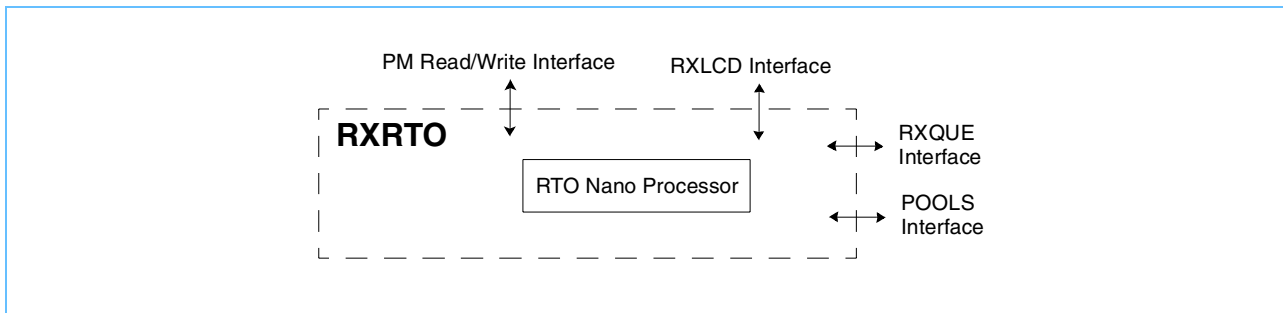 PM Read/Write Interface
RXLCD Interface
RXRTO
RXQUE
Interface
RTO Nano Processor
POOLS
Interface